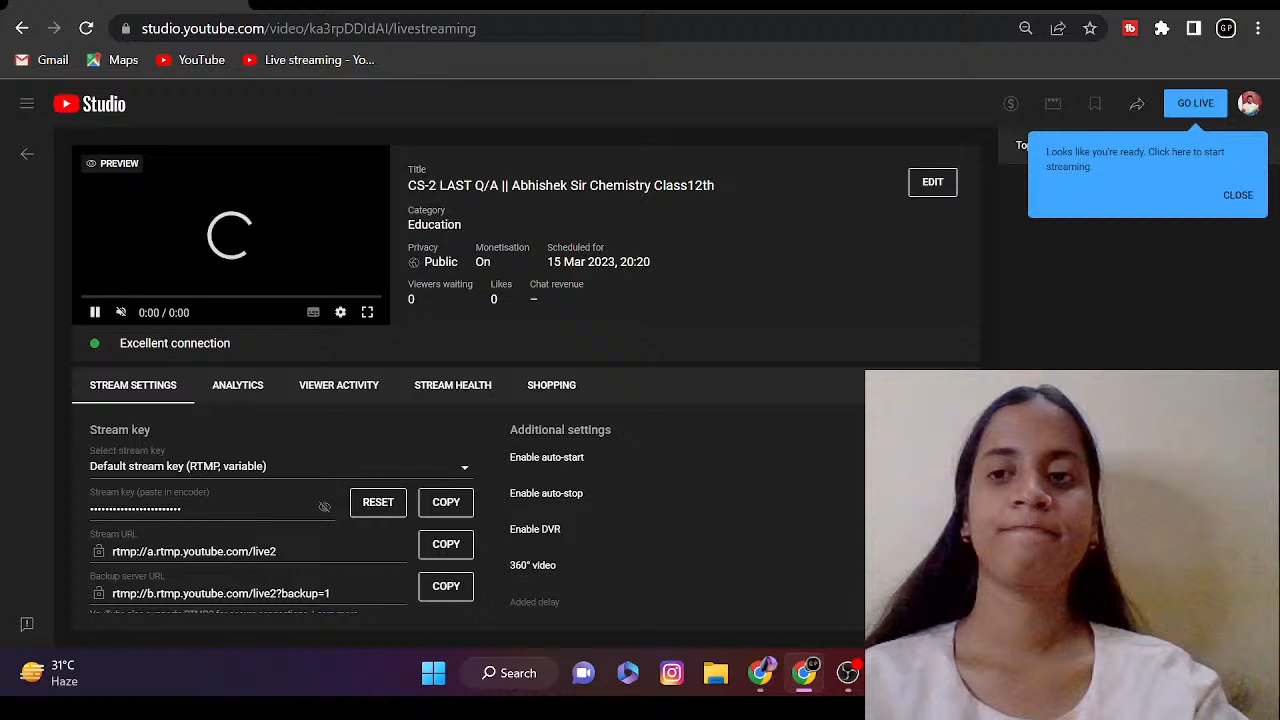 studio.youtube.com/video/ka3rpDDIdAI/livestreaming
GP
Gmail
Maps
YouTube
Live streaming - Yo...
Studio
GO LIVE
PREVIEW
Title
CS-2 LAST Q/A || Abhishek Sir Chemistry Class12th
EDIT
Looks like you're ready. Click here to start
streaming.
CLOSE
Category
Education
Privacy
Monetisation
Scheduled for
Public
On
15 Mar 2023, 20:20
Viewers waiting
Likes
Chat revenue
0
0
–
0:00 / 0:00
Excellent connection
STREAM SETTINGS
ANALYTICS
VIEWER ACTIVITY
STREAM HEALTH
SHOPPING
Stream key
Additional settings
Select stream key
Default stream key (RTMP, variable)
Enable auto-start
Stream key (paste in encoder)
••••••••••••••••••••••••
RESET
COPY
Enable auto-stop
Stream URL
rtmp://a.rtmp.youtube.com/live2
COPY
Enable DVR
Backup server URL
rtmp://b.rtmp.youtube.com/live2?backup=1
COPY
360° video
Added delay
31°C
Haze
Search
GP